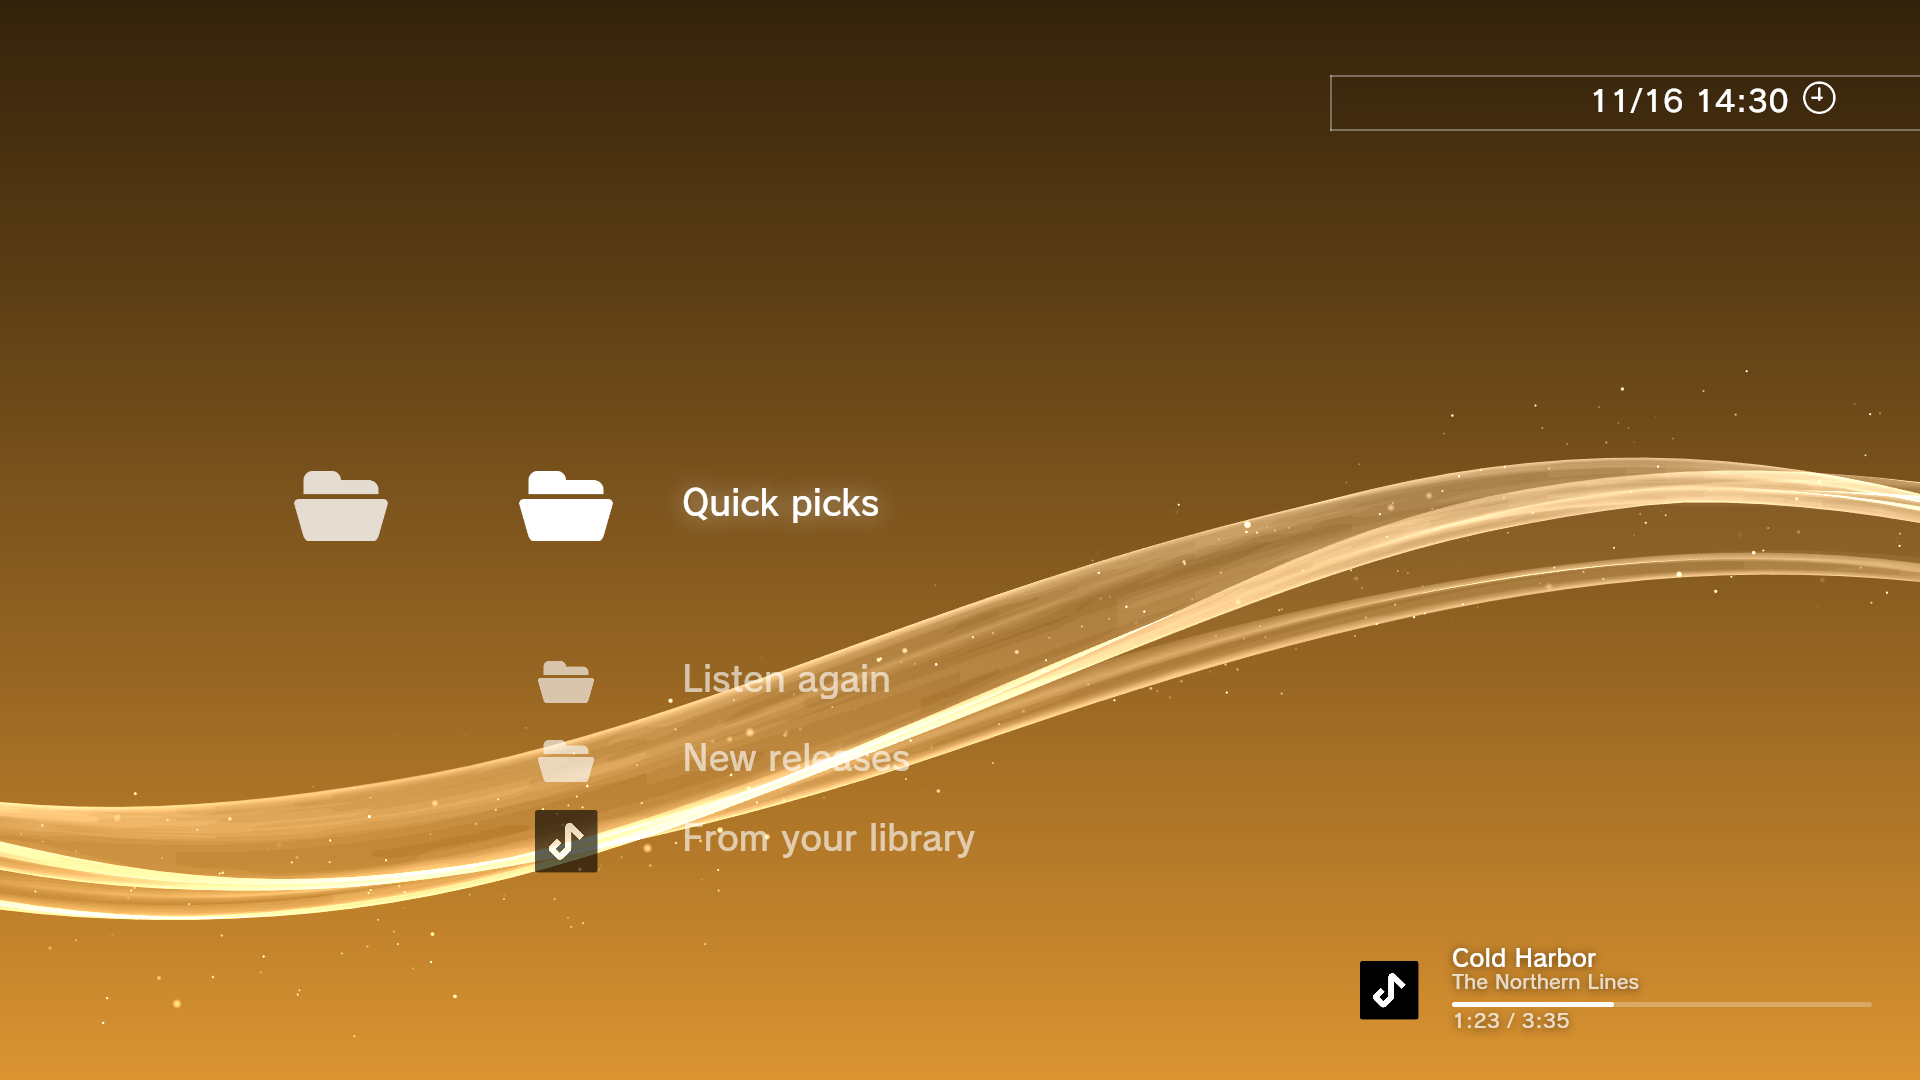 11/16 14:30
Quick picks
Listen again
New releases
From your library
Cold Harbor
The Northern Lines
1:23 / 3:35